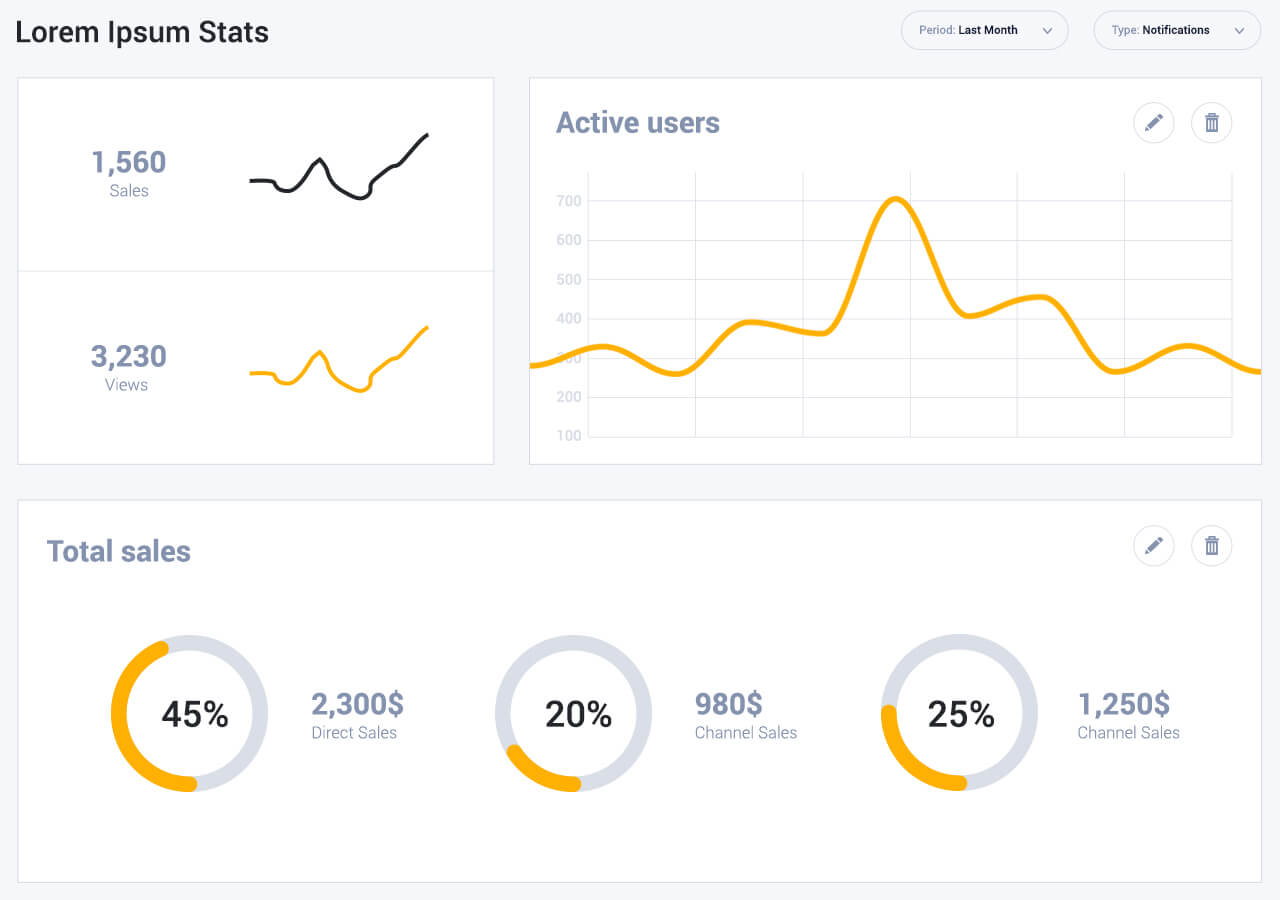 Lorem Ipsum Stats
Period: Last Month
Type: Notifications
1,560
Sales
3,230
Views
Active users
700
600
500
400
300
200
100
Total sales
45%
2,300$
Direct Sales
20%
980$
Channel Sales
25%
1,250$
Channel Sales